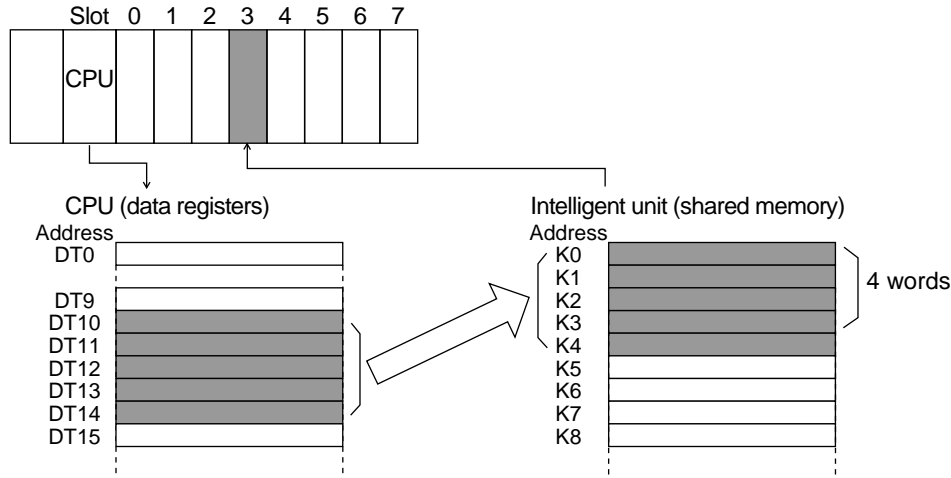 Slot 0 1 2 3 4 5 6 7
CPU
CPU (data registers)
Address
DT0
DT9
DT10
DT11
DT12
DT13
DT14
DT15
Intelligent unit (shared memory)
Address
K0
K1
K2
K3
K4
K5
K6
K7
K8
4 words